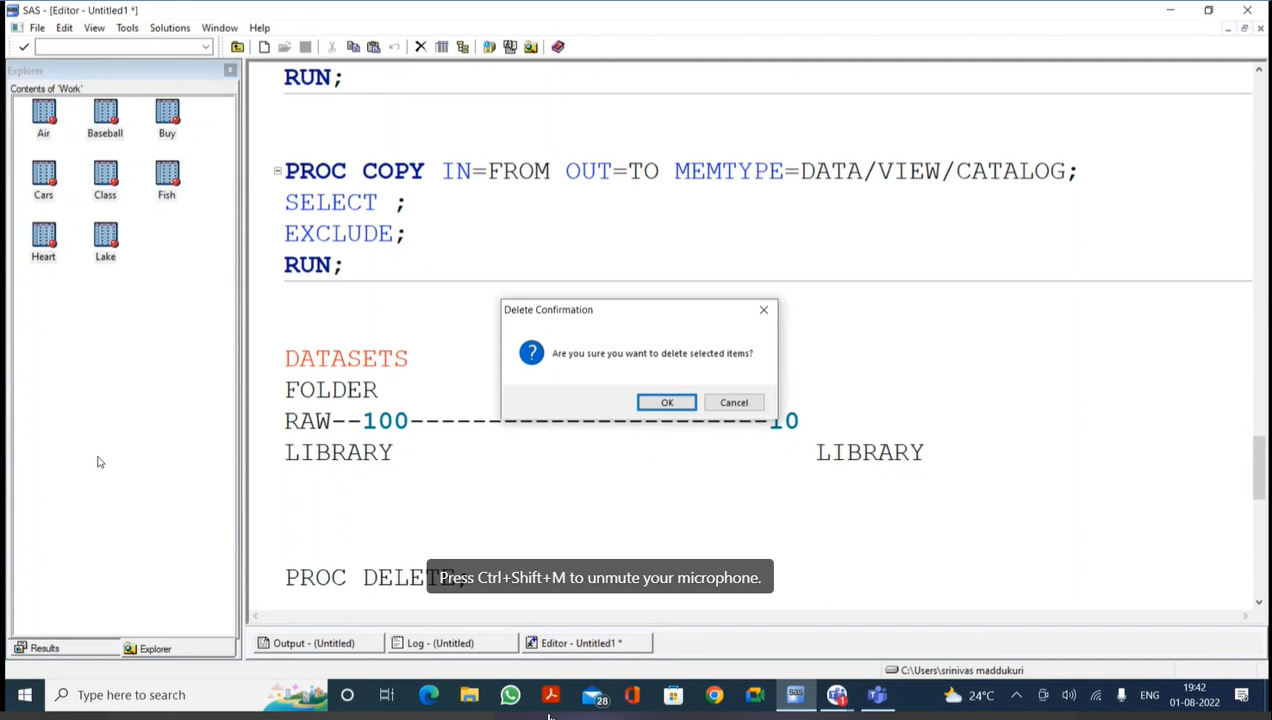 SAS - [Editor - Untitled1 *]
File Edit View Tools Solutions Window Help
Explorer
Contents of 'Work'
Air Baseball Buy
Cars Class Fish
Heart Lake
RUN;
PROC COPY IN=FROM OUT=TO MEMTYPE=DATA/VIEW/CATALOG;
SELECT ;
EXCLUDE;
RUN;
Delete Confirmation
Are you sure you want to delete selected items?
OK Cancel
DATASETS
FOLDER
RAW--100-----------------------10
LIBRARY LIBRARY
PROC DELETE;
Press Ctrl+Shift+M to unmute your microphone.
Results Explorer
Output - (Untitled) Log - (Untitled) Editor - Untitled1 *
C:\Users\srinivas maddukuri
Type here to search
28
sas
1
24°C
ENG
19:42
01-08-2022